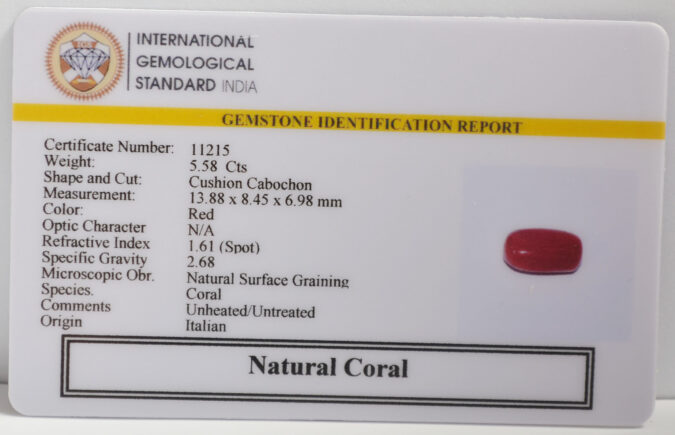 INTERNATIONAL
GEMOLOGICAL
STANDARD INDIA
GEMSTONE IDENTIFICATION REPORT
Certificate Number: 11215
Weight: 5.58 Cts
Shape and Cut: Cushion Cabochon
Measurement: 13.88 x 8.45 x 6.98 mm
Color: Red
Optic Character N/A
Refractive Index 1.61 (Spot)
Specific Gravity 2.68
Microscopic Obr. Natural Surface Graining
Species. Coral
Comments Unheated/Untreated
Origin Italian
Natural Coral